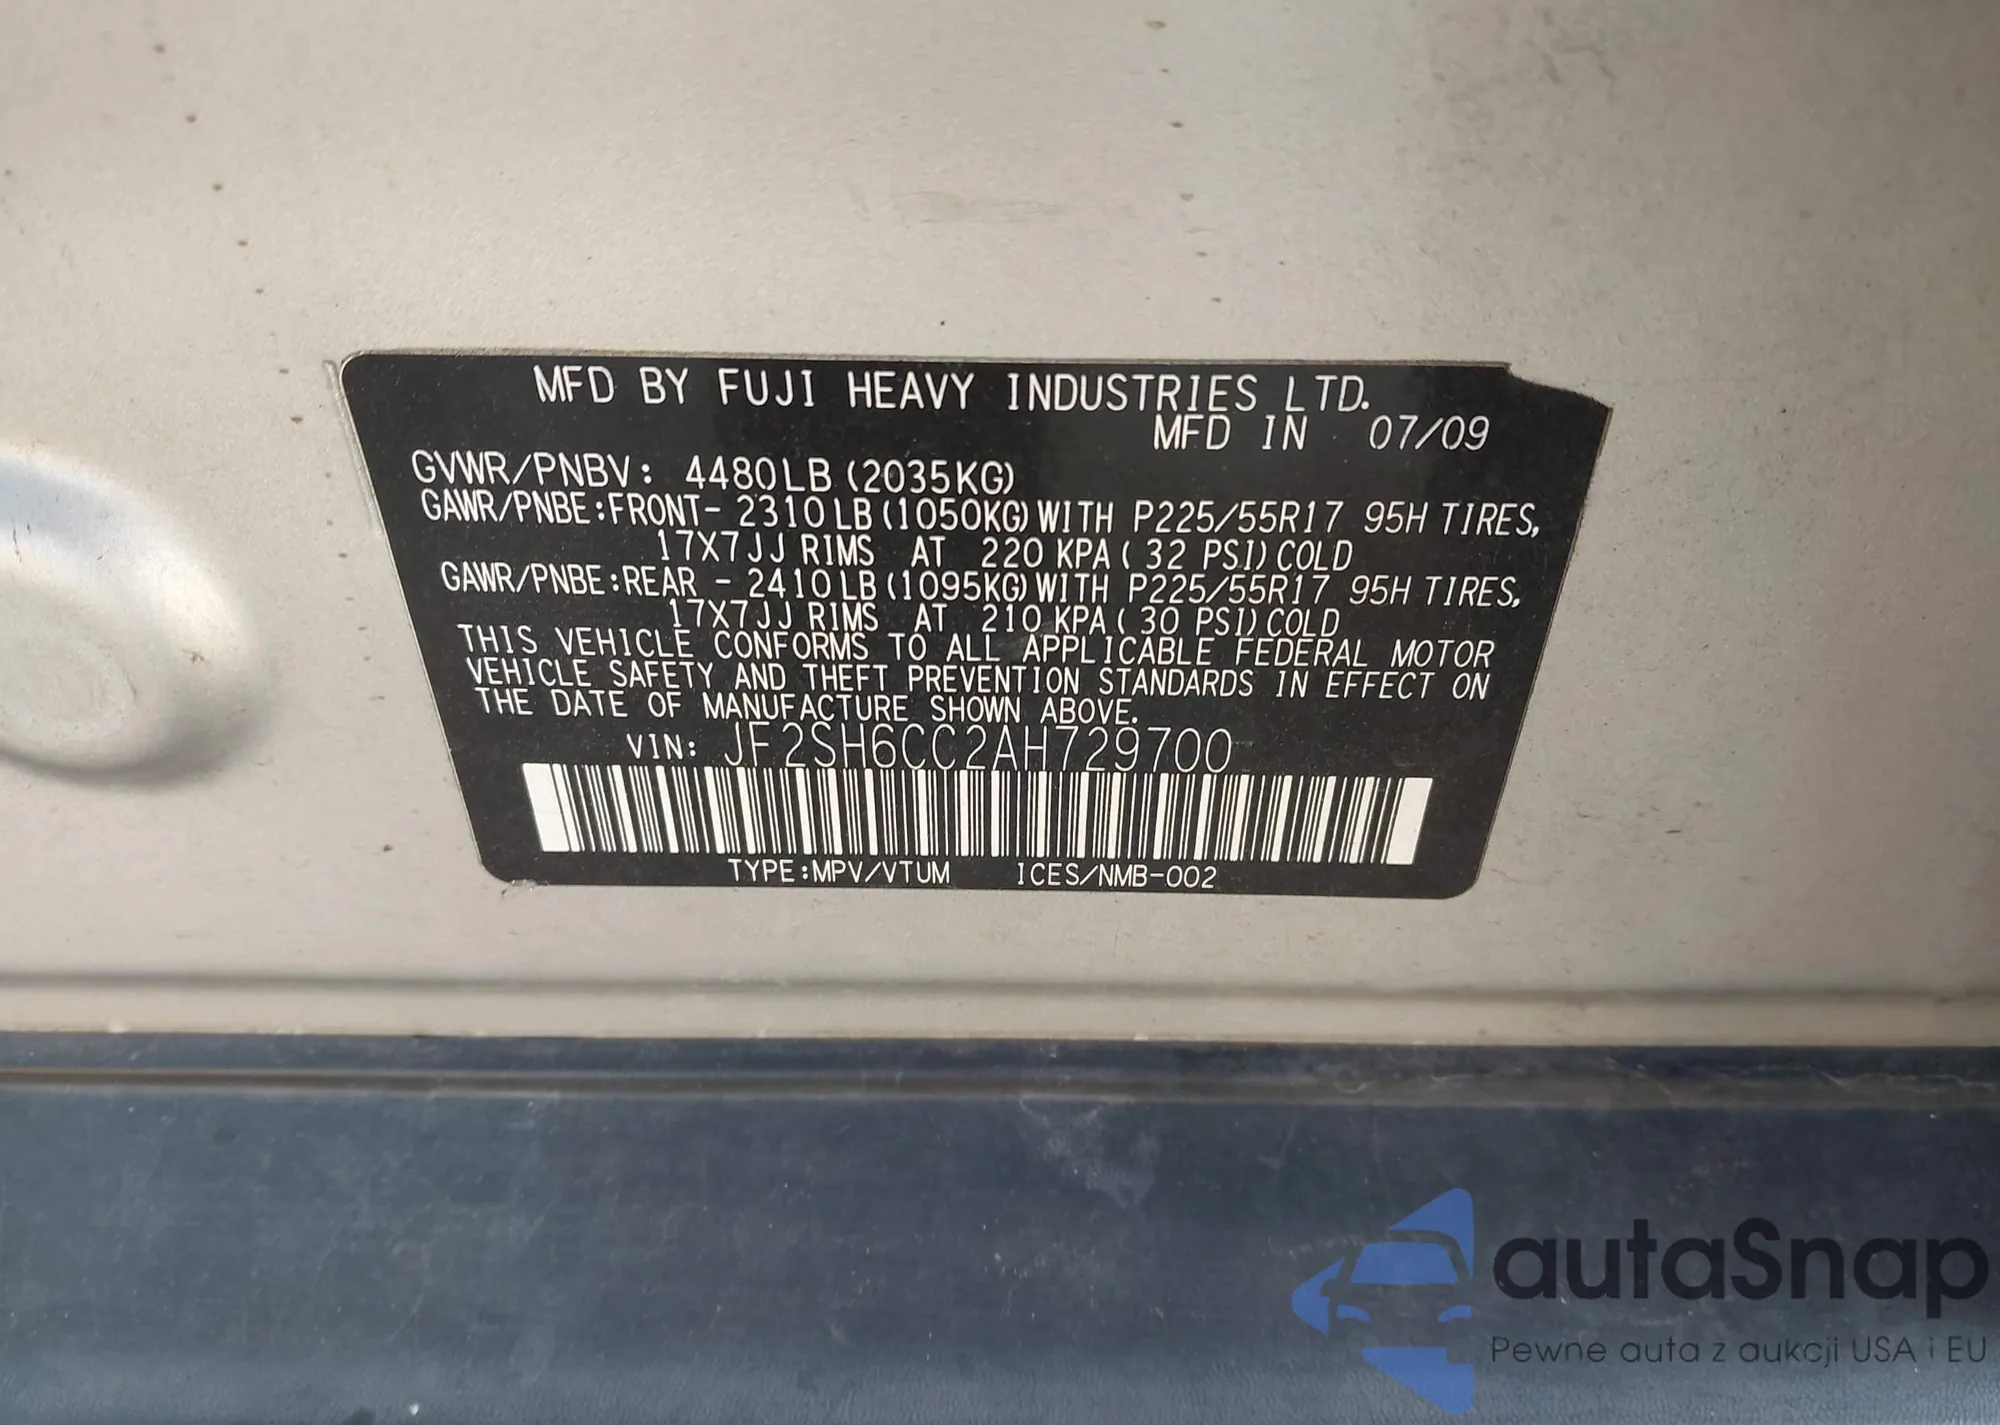 MFD BY FUJI HEAVY INDUSTRIES LTD.
MFD IN 07/09
GVWR/PNBV: 4480LB (2035KG)
GAWR/PNBE:FRONT- 2310LB(1050KG)WITH P225/55R17 95H TIRES,
17X7JJ RIMS AT 220 KPA( 32 PSI)COLD
GAWR/PNBE:REAR - 2410LB(1095KG)WITH P225/55R17 95H TIRES,
17X7JJ RIMS AT 210 KPA(30 PSI)COLD
THIS VEHICLE CONFORMS TO ALL APPLICABLE FEDERAL MOTOR
VEHICLE SAFETY AND THEFT PREVENTION STANDARDS IN EFFECT ON
THE DATE OF MANUFACTURE SHOWN ABOVE.
VIN: JF2SH6CC2AH729700
TYPE:MPV/VTUM ICES/NMB-002
autaSnap
Pewne auta z aukcji USA i EU